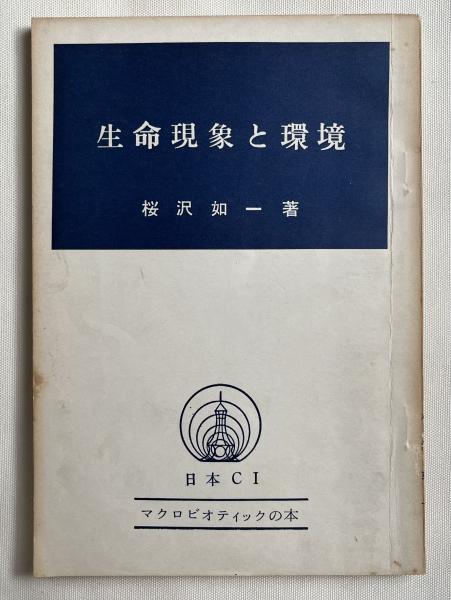 生命現象と環境
桜沢如一著
日本CI
マクロビオティックの本